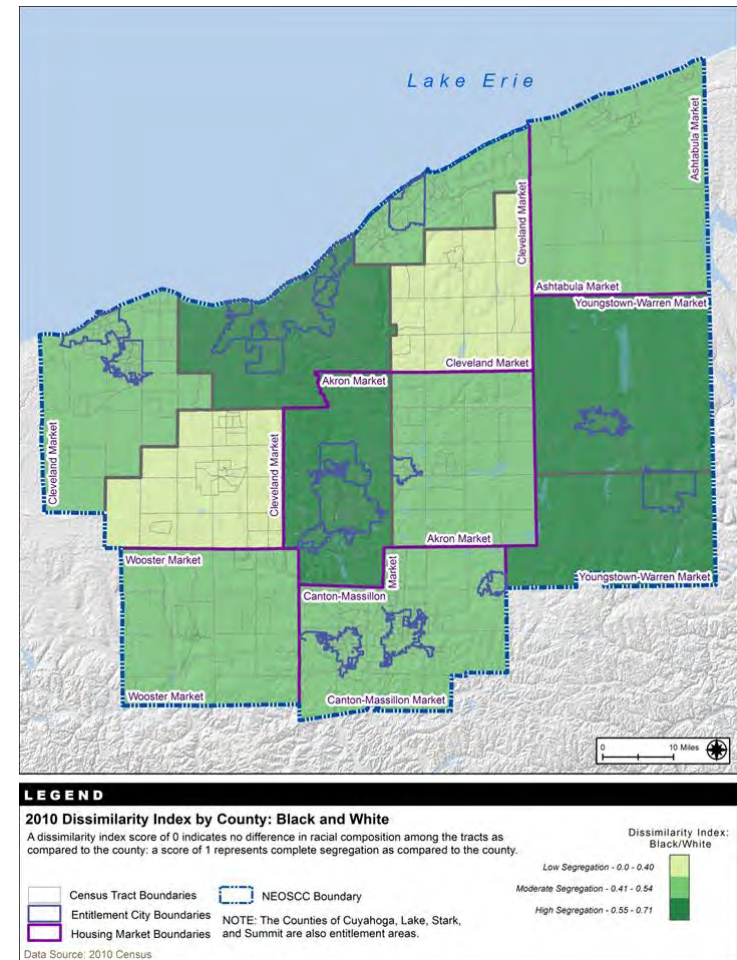 Lake Erie
Ashtabula Market
Cleveland Market
Ashtabula Market
Youngstown-Warren Market
Cleveland Market
Akron Market
Cleveland Market
Cleveland Market
Akron Market
Wooster Market
Market
Canton-Massillon
Youngstown-Warren Market
Wooster Market
Canton-Massillon Market
0 10 Miles
LEGEND
2010 Dissimilarity Index by County: Black and White
A dissimilarity index score of 0 indicates no difference in racial composition among the tracts as
compared to the county: a score of 1 represents complete segregation as compared to the county.
Dissimilarity Index:
Black/White
Low Segregation - 0.0 - 0.40
Moderate Segregation - 0.41 - 0.54
High Segregation - 0.55 - 0.71
Census Tract Boundaries
Entitlement City Boundaries
Housing Market Boundaries
NEOSCC Boundary
NOTE: The Counties of Cuyahoga, Lake, Stark,
and Summit are also entitlement areas.
Data Source: 2010 Census